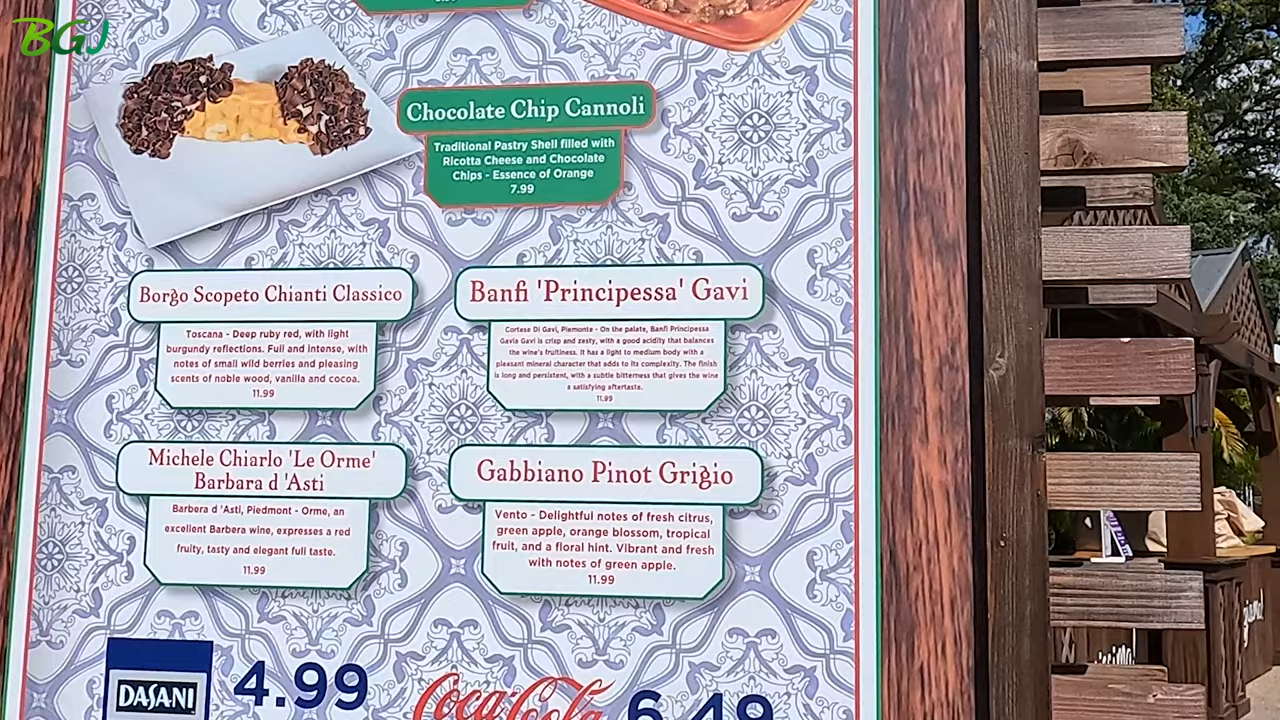 BGJ
Chocolate Chip Cannoli
Traditional Pastry Shell filled with
Ricotta Cheese and Chocolate
Chips - Essence of Orange
7.99
Borgo Scopeto Chianti Classico
Toscana - Deep ruby red, with light
burgundy reflections. Full and intense, with
notes of small wild berries and pleasing
scents of noble wood, vanilla and cocoa.
11.99
Banfi 'Principessa' Gavi
Cortese Di Gavi, Piemonte - On the palate, Banfi Principessa
Gavia Gavi is crisp and zesty, with a good acidity that balances
the wine's fruitiness. It has a light to medium body with a
pleasant mineral character that adds to its complexity. The finish
is long and persistent, with a subtle bitterness that gives the wine
a satisfying aftertaste.
11.99
Michele Chiarlo 'Le Orme'
Barbara d 'Asti
Barbera d 'Asti, Piedmont - Orme, an
excellent Barbera wine, expresses a red
fruity, tasty and elegant full taste.
11.99
Gabbiano Pinot Grigio
Vento - Delightful notes of fresh citrus,
green apple, orange blossom, tropical
fruit, and a floral hint. Vibrant and fresh
with notes of green apple.
11.99
DASANI
4.99
Coca-Cola
6.49